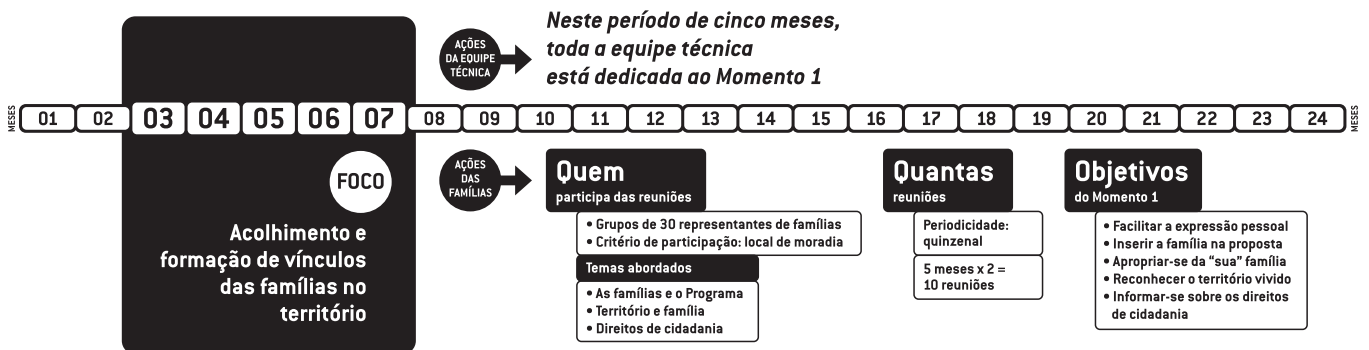 Neste período de cinco meses,
toda a equipe técnica
está dedicada ao Momento 1
AÇÕES
DA EQUIPE
TÉCNICA
MESES
01 02 03 04 05 06 07 08 09 10 11 12 13 14 15 16 17 18 19 20 21 22 23 24
MESES
FOCO
Acolhimento e
formação de vínculos
das famílias no
território
AÇÕES
DAS
FAMÍLIAS
Quem
participa das reuniões
• Grupos de 30 representantes de famílias
• Critério de participação: local de moradia
Temas abordados
• As famílias e o Programa
• Território e família
• Direitos de cidadania
Quantas
reuniões
Periodicidade:
quinzenal
5 meses x 2 =
10 reuniões
Objetivos
do Momento 1
• Facilitar a expressão pessoal
• Inserir a família na proposta
• Apropriar-se da “sua” família
• Reconhecer o território vivido
• Informar-se sobre os direitos
de cidadania